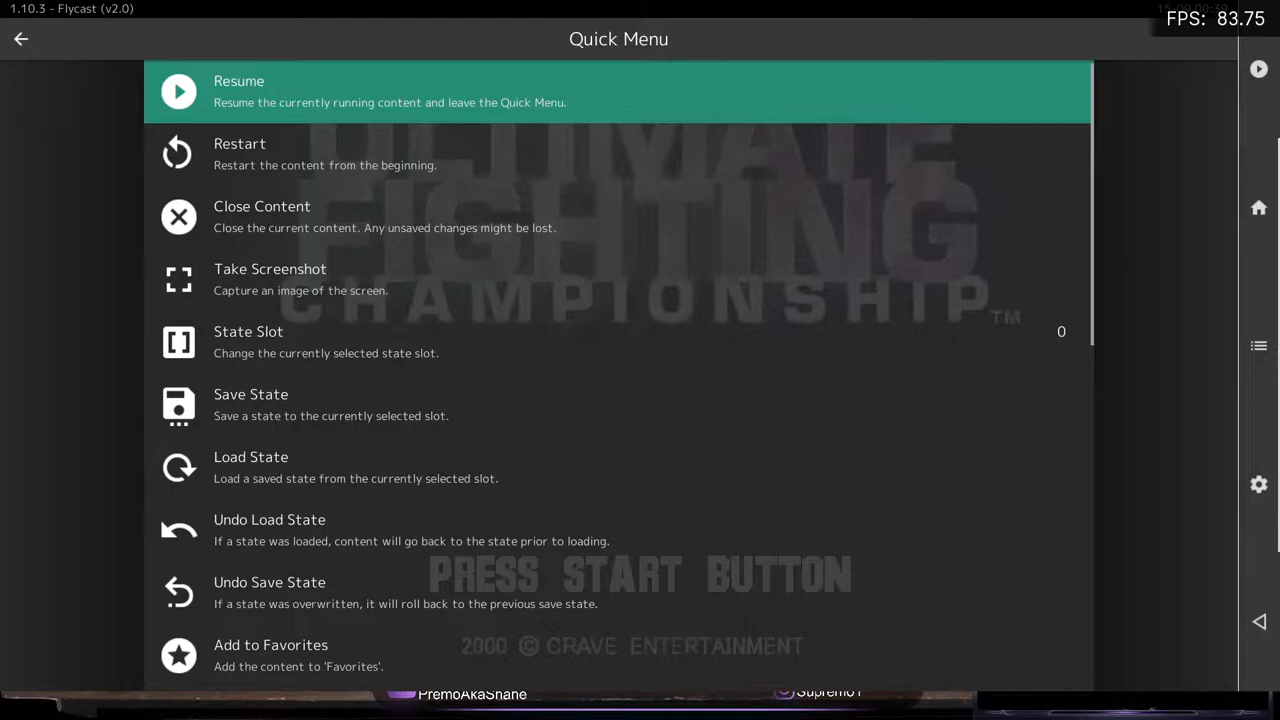 1.10.3 - Flycast (v2.0)
FPS: 83.75
Quick Menu
Resume
Resume the currently running content and leave the Quick Menu.
Restart
Restart the content from the beginning.
Close Content
Close the current content. Any unsaved changes might be lost.
Take Screenshot
Capture an image of the screen.
State Slot
0
Change the currently selected state slot.
Save State
Save a state to the currently selected slot.
Load State
Load a saved state from the currently selected slot.
Undo Load State
If a state was loaded, content will go back to the state prior to loading.
Undo Save State
If a state was overwritten, it will roll back to the previous save state.
Add to Favorites
Add the content to 'Favorites'.
ULTIMATE
FIGHTING
CHAMPIONSHIP™
PRESS START BUTTON
2000 © CRAVE ENTERTAINMENT
PremoAkaShane